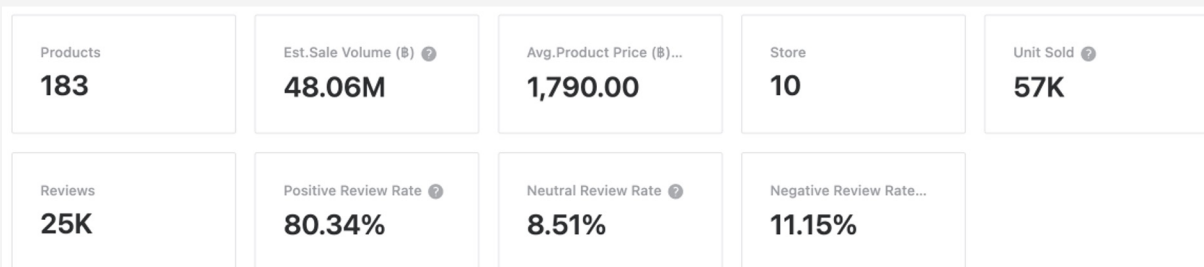 Products
183
Est.Sale Volume (฿) ?
48.06M
Avg.Product Price (฿)...
1,790.00
Store
10
Unit Sold ?
57K
Reviews
25K
Positive Review Rate ?
80.34%
Neutral Review Rate ?
8.51%
Negative Review Rate...
11.15%